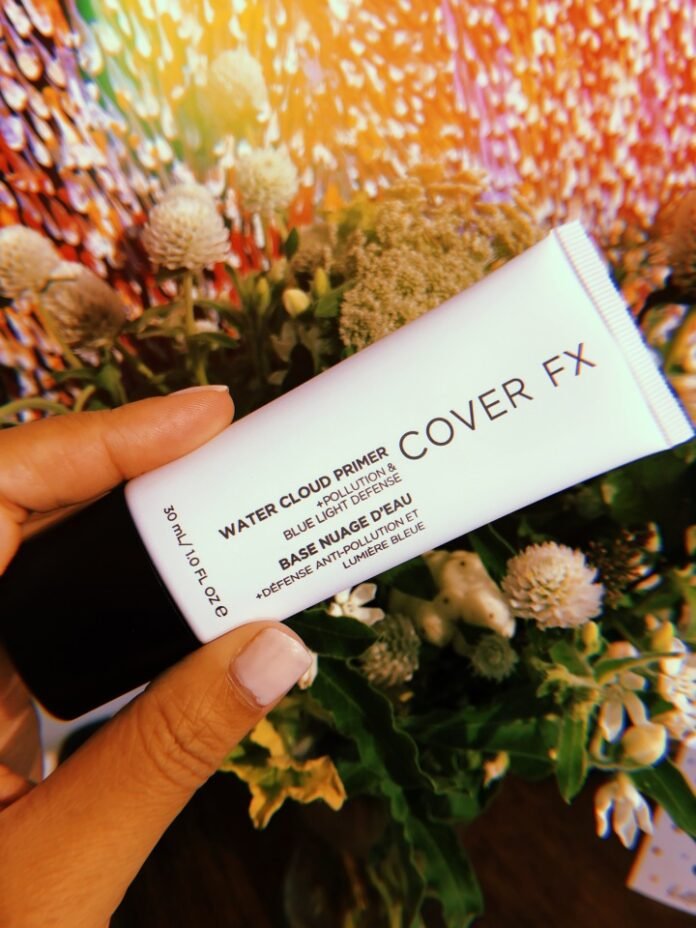 COVER FX
WATER CLOUD PRIMER
+POLLUTION &
BLUE LIGHT DEFENSE
BASE NUAGE D'EAU
+DÉFENSE ANTI-POLLUTION ET
LUMIÈRE BLEUE
30 mL/ 1.0 FL OZ ℮